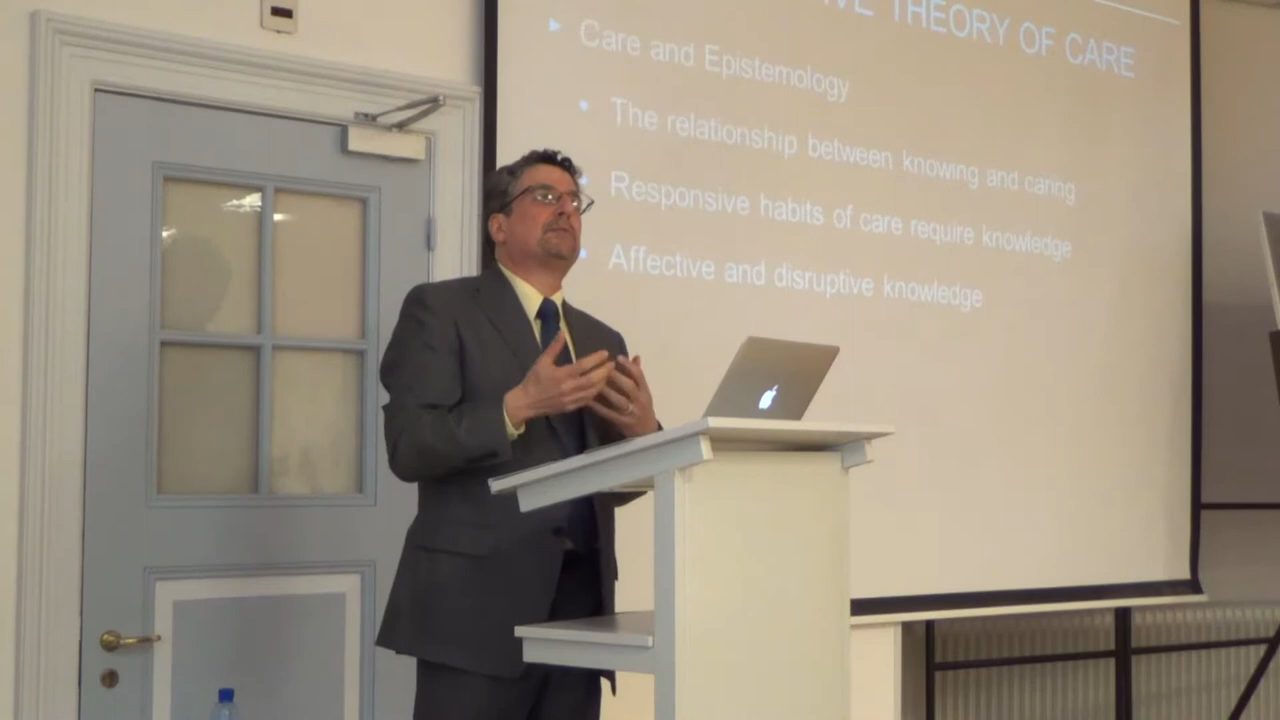 THEORY OF CARE
Care and Epistemology
The relationship between knowing and caring
Responsive habits of care require knowledge
Affective and disruptive knowledge